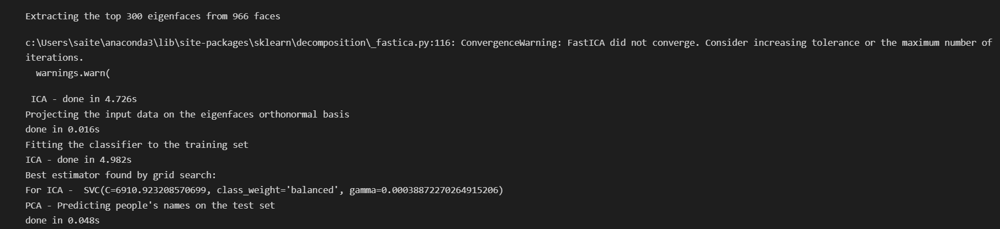 Extracting the top 300 eigenfaces from 966 faces
c:\Users\saite\anaconda3\lib\site-packages\sklearn\decomposition\_fastica.py:116: ConvergenceWarning: FastICA did not converge. Consider increasing tolerance or the maximum number of
iterations.
  warnings.warn(
 ICA - done in 4.726s
Projecting the input data on the eigenfaces orthonormal basis
done in 0.016s
Fitting the classifier to the training set
ICA - done in 4.982s
Best estimator found by grid search:
For ICA -  SVC(C=6910.923208570699, class_weight='balanced', gamma=0.00038872270264915206)
PCA - Predicting people's names on the test set
done in 0.048s